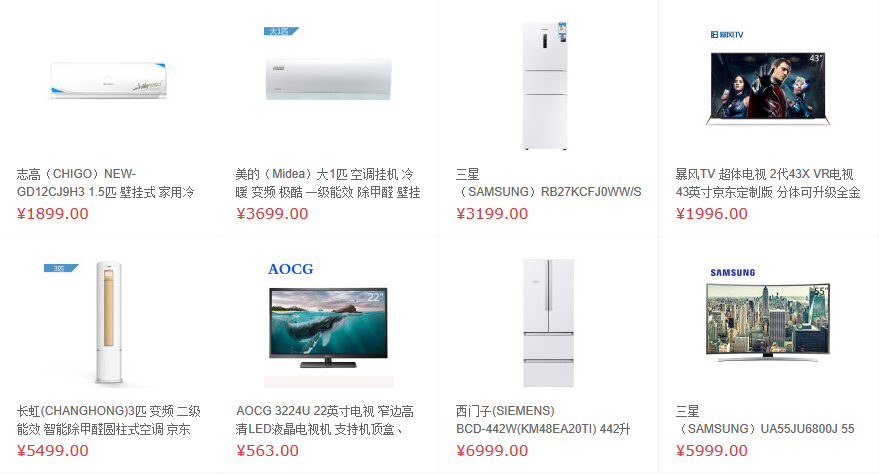 大1匹
暴风TV
43"
志高（CHIGO）NEW-
GD12CJ9H3 1.5匹 壁挂式 家用冷
¥1899.00
美的（Midea）大1匹 空调挂机 冷
暖 变频 极酷 一级能效 除甲醛 壁挂
¥3699.00
三星
（SAMSUNG）RB27KCFJ0WW/S
¥3199.00
暴风TV 超体电视 2代43X VR电视
43英寸京东定制版 分体可升级全金
¥1996.00
3匹
AOCG
22"
SAMSUNG
55"
长虹(CHANGHONG)3匹 变频 二级
能效 智能除甲醛圆柱式空调 京东
¥5499.00
AOCG 3224U 22英寸电视 窄边高
清LED液晶电视机 支持机顶盒、
¥563.00
西门子(SIEMENS)
BCD-442W(KM48EA20TI) 442升
¥6999.00
三星
（SAMSUNG）UA55JU6800J 55
¥5999.00